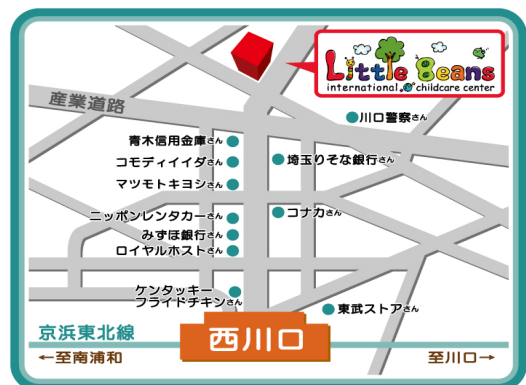 Little Beans
international childcare center
産業道路
川口警察さん
青木信用金庫さん
コモディイイダさん
埼玉りそな銀行さん
マツモトキヨシさん
ニッポンレンタカーさん
コナカさん
みずほ銀行さん
ロイヤルホストさん
ケンタッキー
フライドチキンさん
東武ストアさん
京浜東北線
西川口
←至南浦和
至川口→